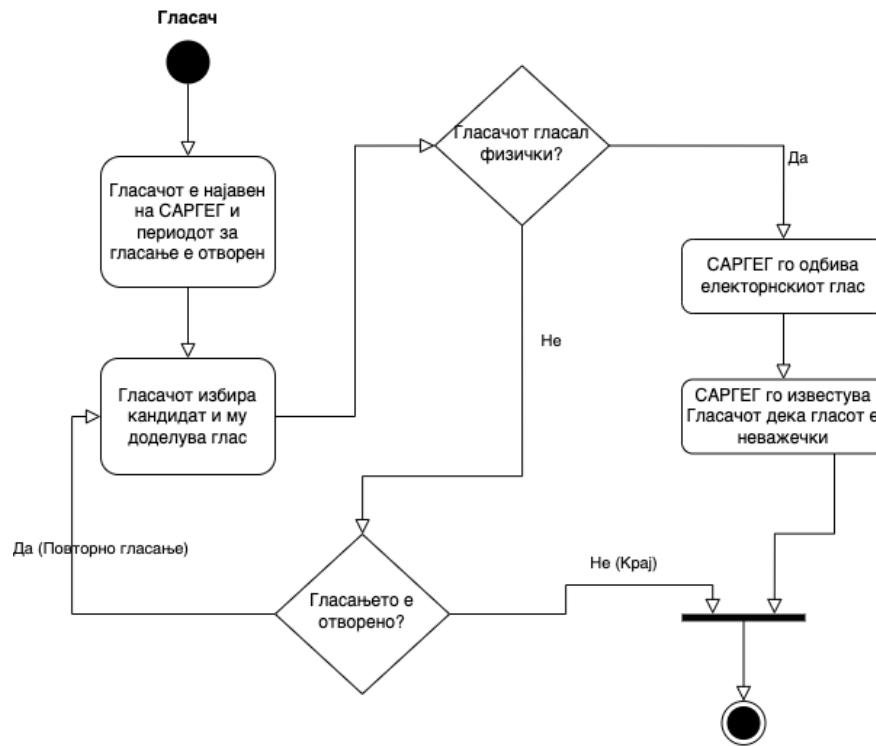 Гласач
Гласачот е најавен
на САРГЕГ и
периодот за
гласање е отворен
Гласачот избира
кандидат и му
доделува глас
Гласачот гласал
физички?
Да
САРГЕГ го одбива
електорнскиот глас
САРГЕГ го известува
Гласачот дека гласот е
неважечки
Не
Да (Повторно гласање)
Гласањето е
отворено?
Не (Крај)